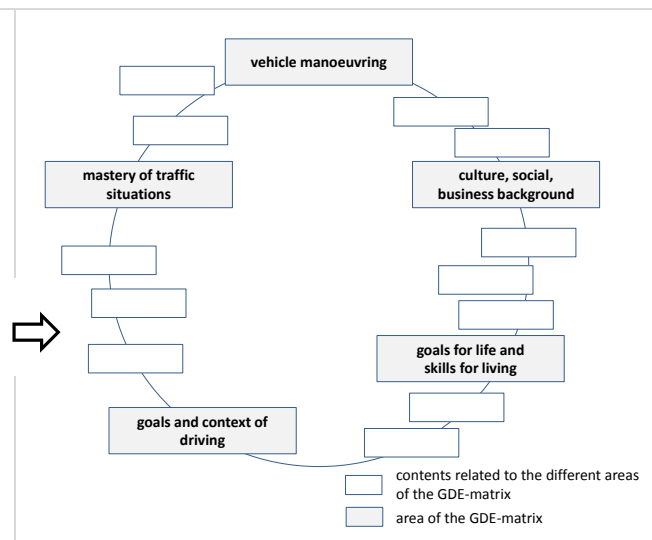 vehicle manoeuvring
mastery of traffic
situations
culture, social,
business background
goals for life and
skills for living
goals and context of
driving
contents related to the different areas
of the GDE-matrix
area of the GDE-matrix